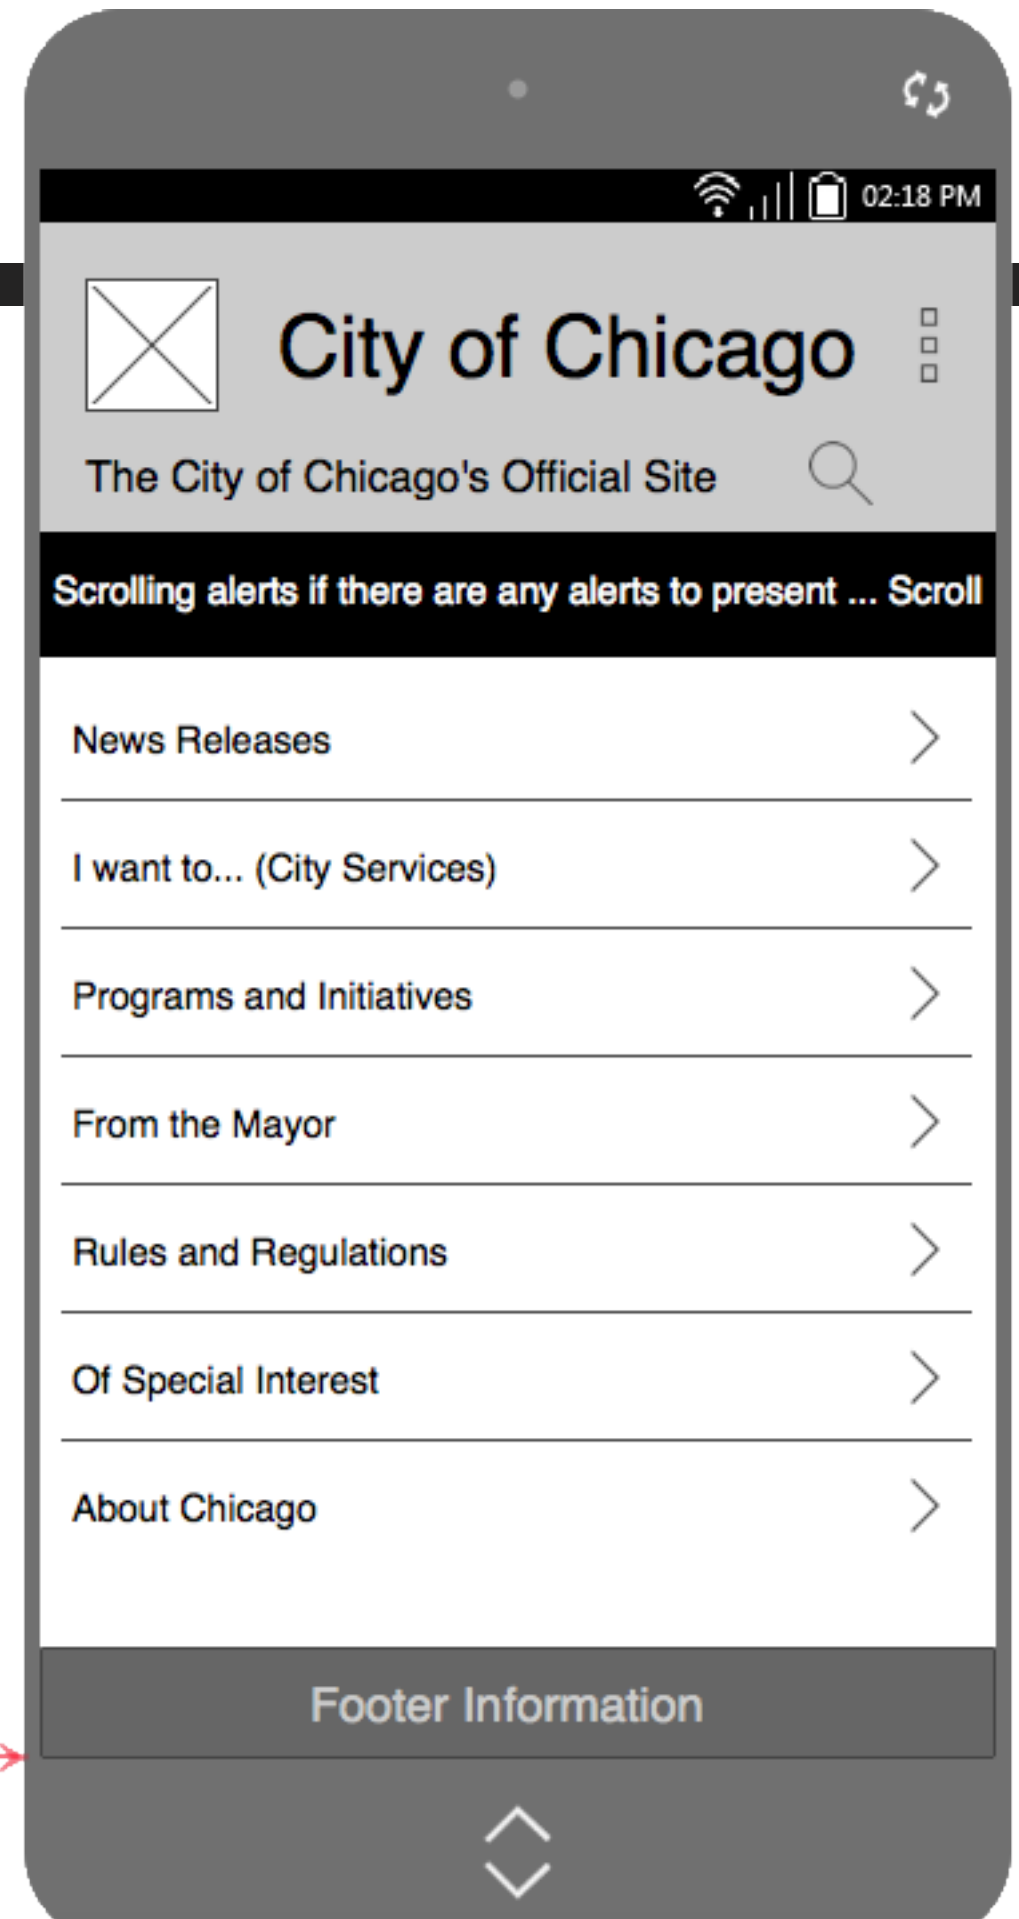 02:18 PM
City of Chicago
The City of Chicago's Official Site
Scrolling alerts if there are any alerts to present ... Scroll
News Releases
I want to... (City Services)
Programs and Initiatives
From the Mayor
Rules and Regulations
Of Special Interest
About Chicago
Footer Information